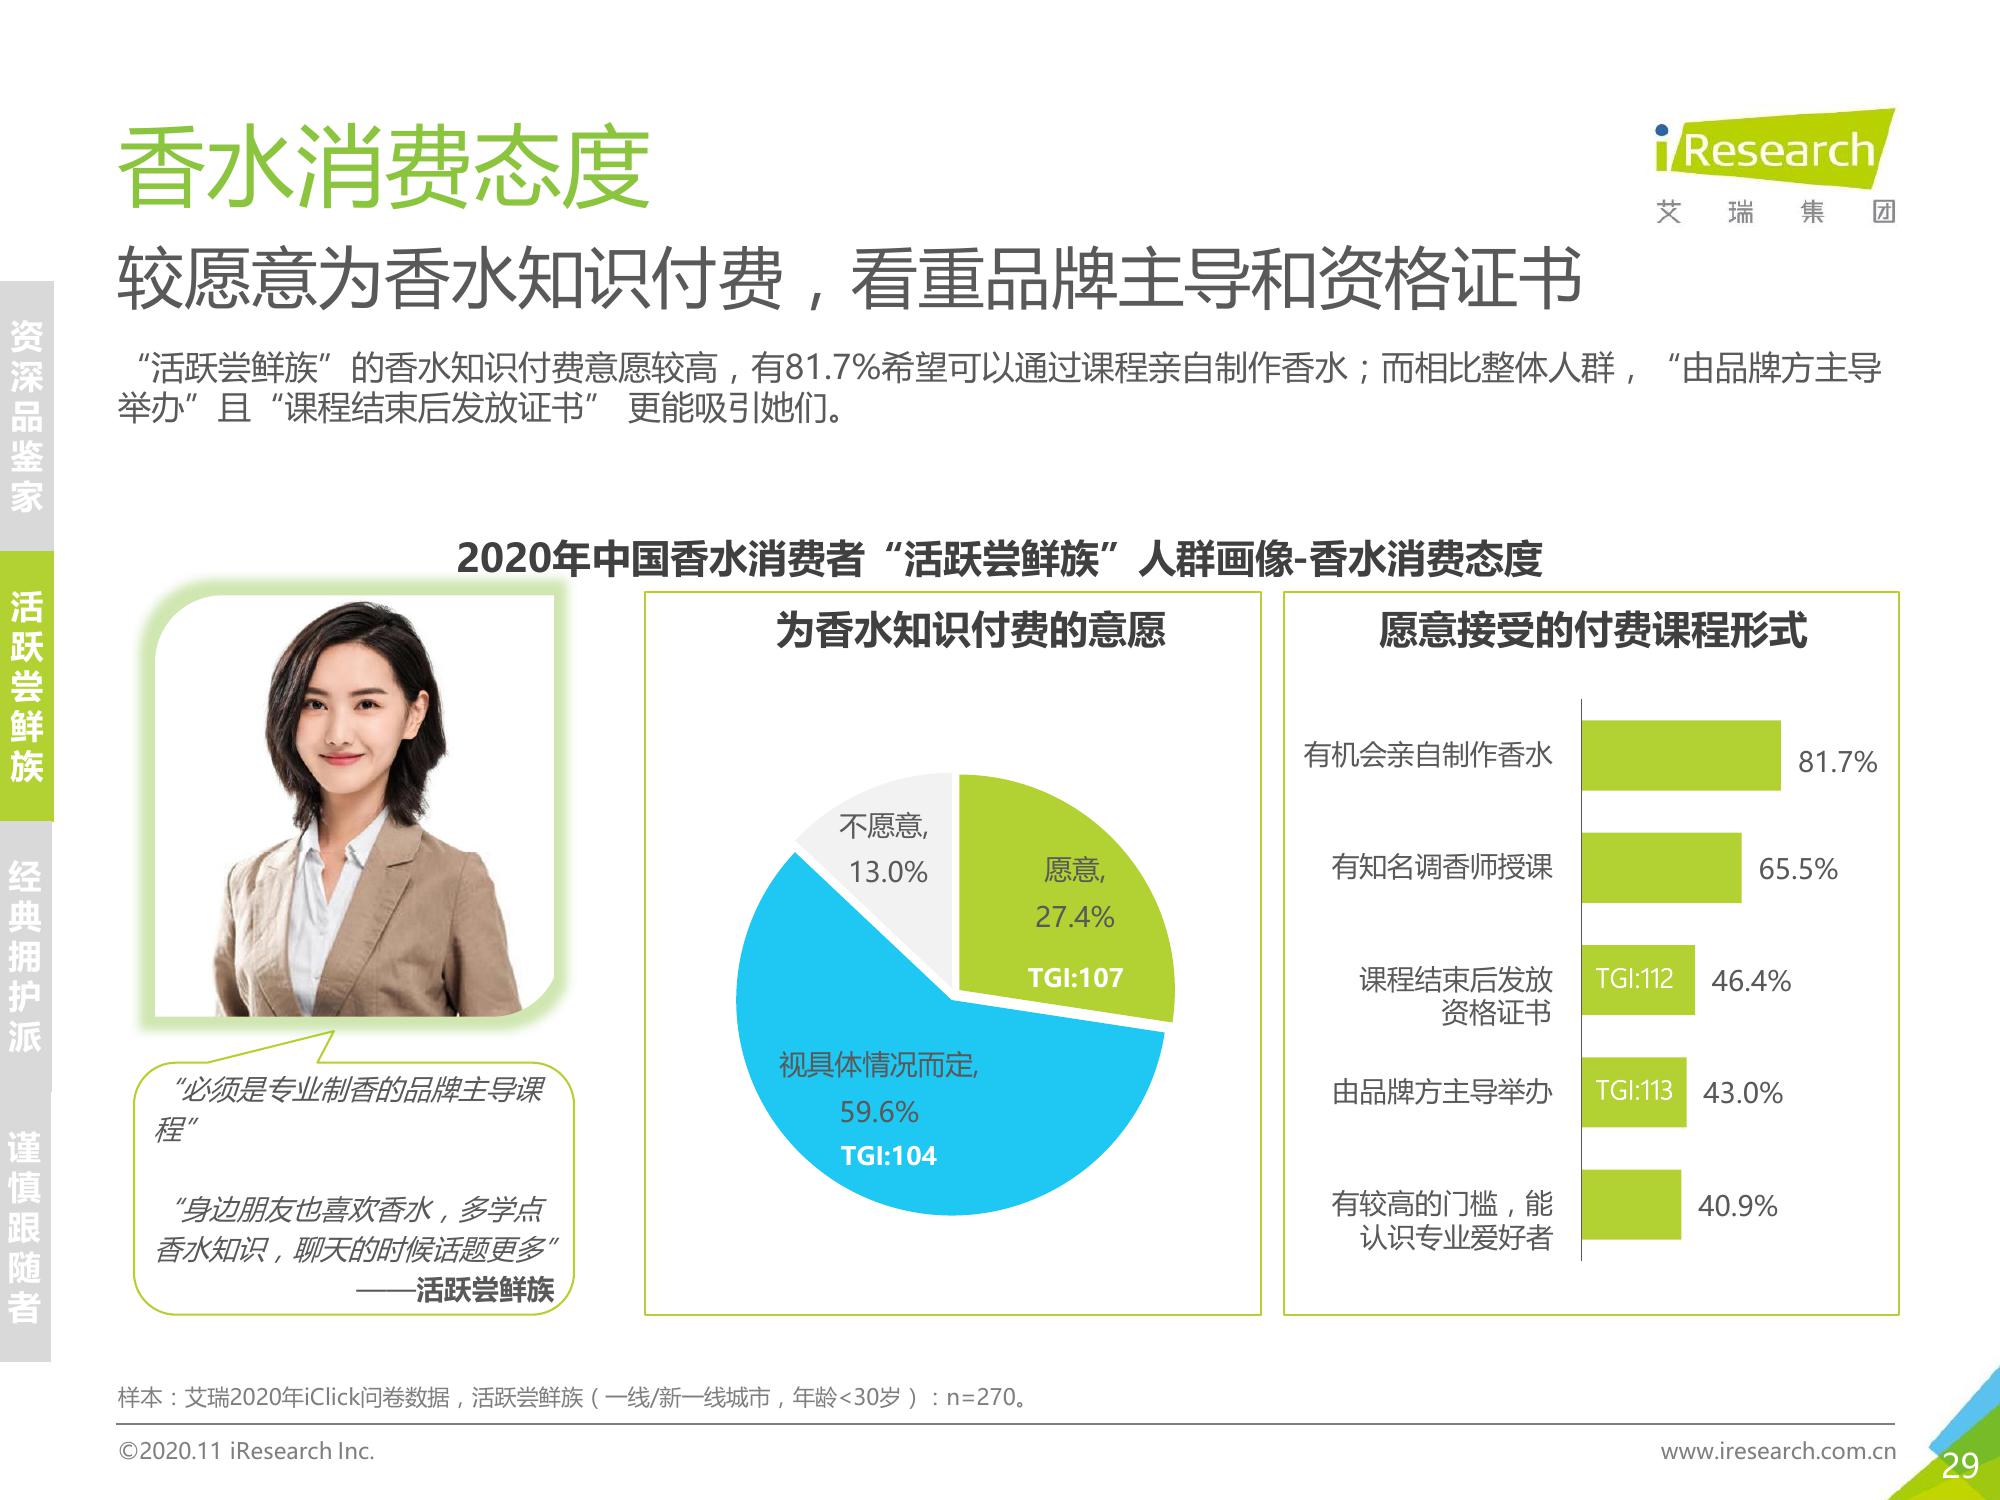 香水消费态度
iResearch
艾瑞集团
较愿意为香水知识付费，看重品牌主导和资格证书
“活跃尝鲜族”的香水知识付费意愿较高，有81.7%希望可以通过课程亲自制作香水；而相比整体人群，“由品牌方主导
举办”且“课程结束后发放证书” 更能吸引她们。
资深品鉴家
活跃尝鲜族
经典拥护派
谨慎跟随者
2020年中国香水消费者“活跃尝鲜族”人群画像-香水消费态度
“必须是专业制香的品牌主导课
程”
“身边朋友也喜欢香水，多学点
香水知识，聊天的时候话题更多”
——活跃尝鲜族
为香水知识付费的意愿
不愿意,
13.0%
愿意,
27.4%
TGI:107
视具体情况而定,
59.6%
TGI:104
愿意接受的付费课程形式
有机会亲自制作香水
81.7%
有知名调香师授课
65.5%
课程结束后发放
资格证书
TGI:112
46.4%
由品牌方主导举办
TGI:113
43.0%
有较高的门槛，能
认识专业爱好者
40.9%
样本：艾瑞2020年iClick问卷数据，活跃尝鲜族（一线/新一线城市，年龄<30岁）：n=270。
©2020.11 iResearch Inc.
www.iresearch.com.cn
29